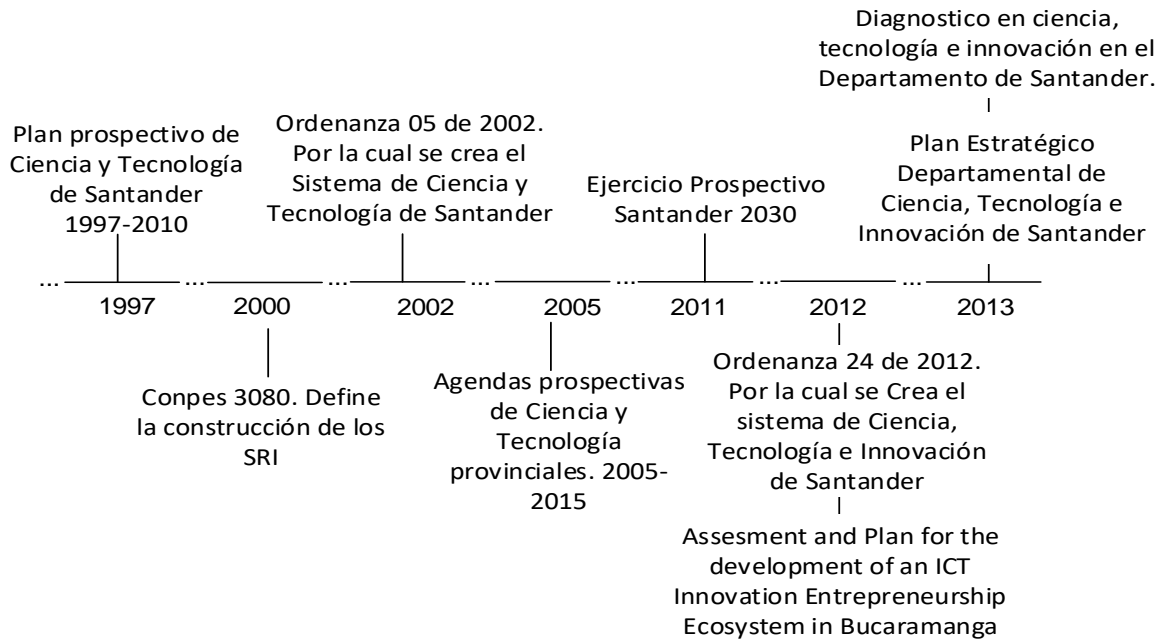 Diagnostico en ciencia,
tecnología e innovación en el
Departamento de Santander.
Plan prospectivo de
Ciencia y Tecnología
de Santander
1997-2010
Ordenanza 05 de 2002.
Por la cual se crea el
Sistema de Ciencia y
Tecnología de Santander
Ejercicio Prospectivo
Santander 2030
Plan Estratégico
Departamental de
Ciencia, Tecnología e
Innovación de Santander
... ... ... ... ... ... ...
1997 2000 2002 2005 2011 2012 2013
Conpes 3080. Define
la construcción de los
SRI
Agendas prospectivas
de Ciencia y
Tecnología
provinciales. 2005-
2015
Ordenanza 24 de 2012.
Por la cual se Crea el
sistema de Ciencia,
Tecnología e Innovación
de Santander
Assesment and Plan for the
development of an ICT
Innovation Entrepreneurship
Ecosystem in Bucaramanga